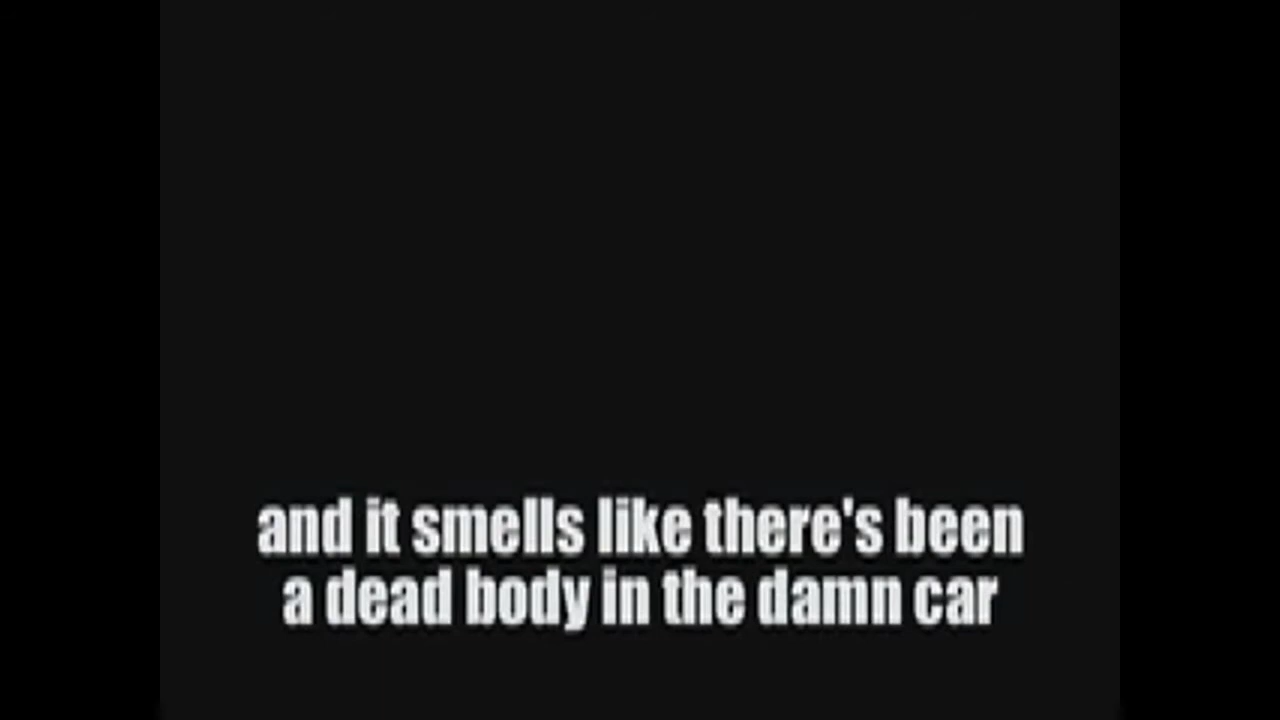 and it smells like there's been
a dead body in the damn car